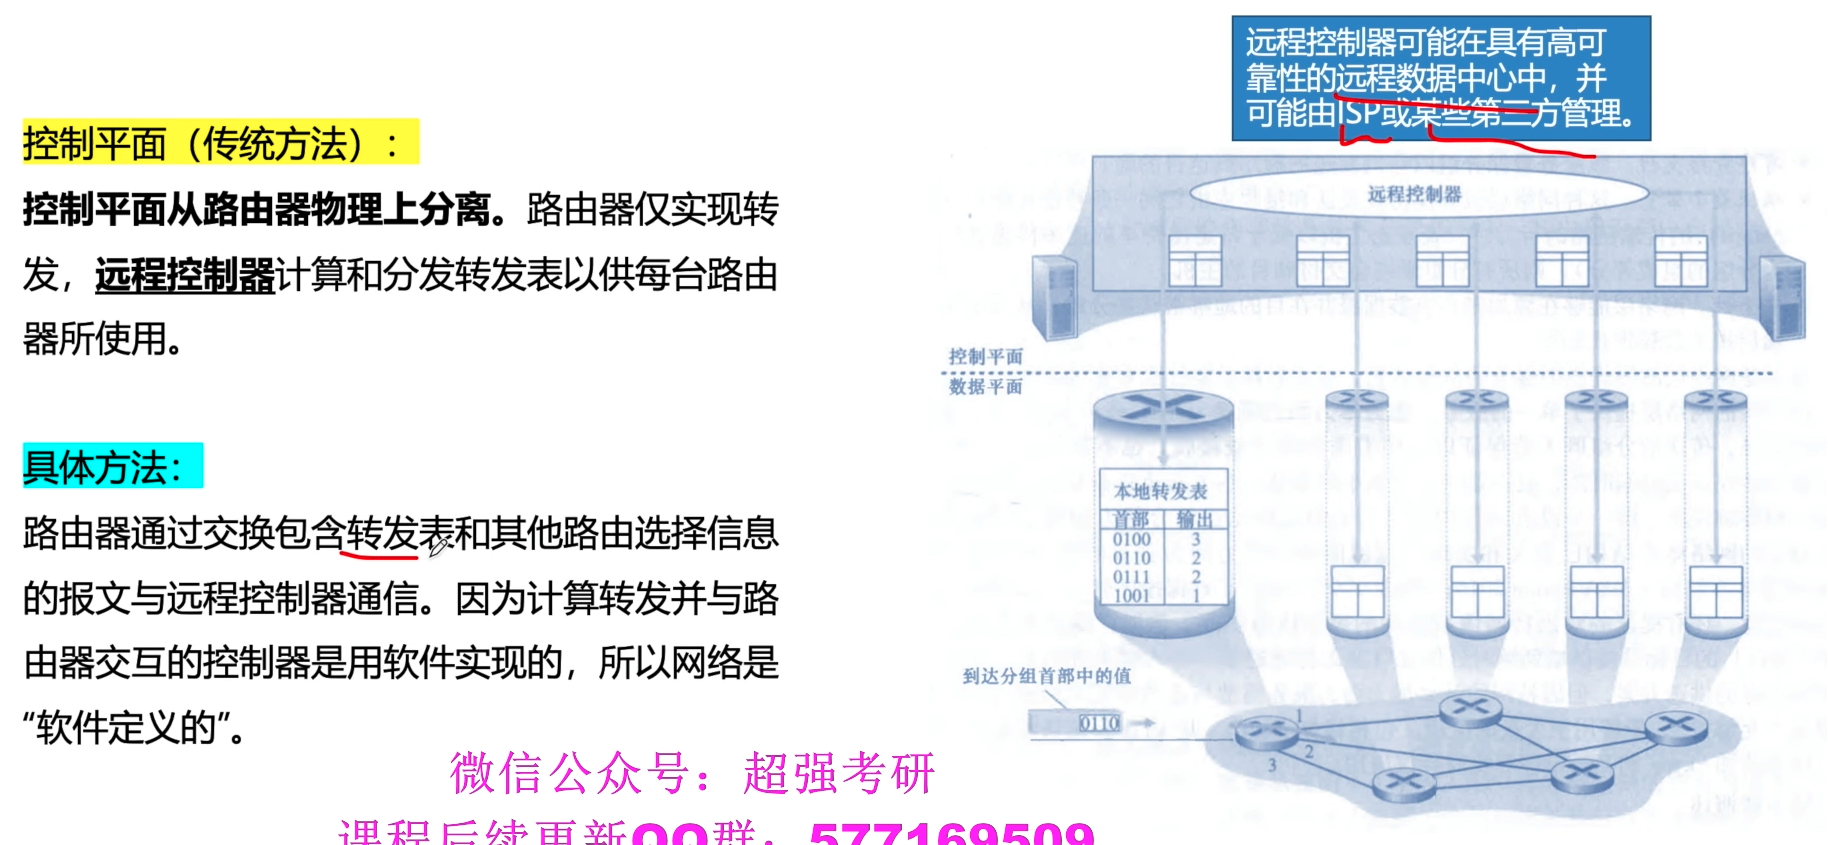 远程控制器可能在具有高可
靠性的远程数据中心中，并
可能由ISP或某些第三方管理。
控制平面（传统方法）：
控制平面从路由器物理上分离。路由器仅实现转
发，远程控制器计算和分发转发表以供每台路由
器所使用。
具体方法：
路由器通过交换包含转发表和其他路由选择信息
的报文与远程控制器通信。因为计算转发并与路
由器交互的控制器是用软件实现的，所以网络是
“软件定义的”。
远程控制器
控制平面
数据平面
本地转发表
首部 输出
0100 3
0110 2
0111 2
1001 1
到达分组首部中的值
0110
1
2
3
微信公众号：超强考研
课程后续更新QQ群：577169509